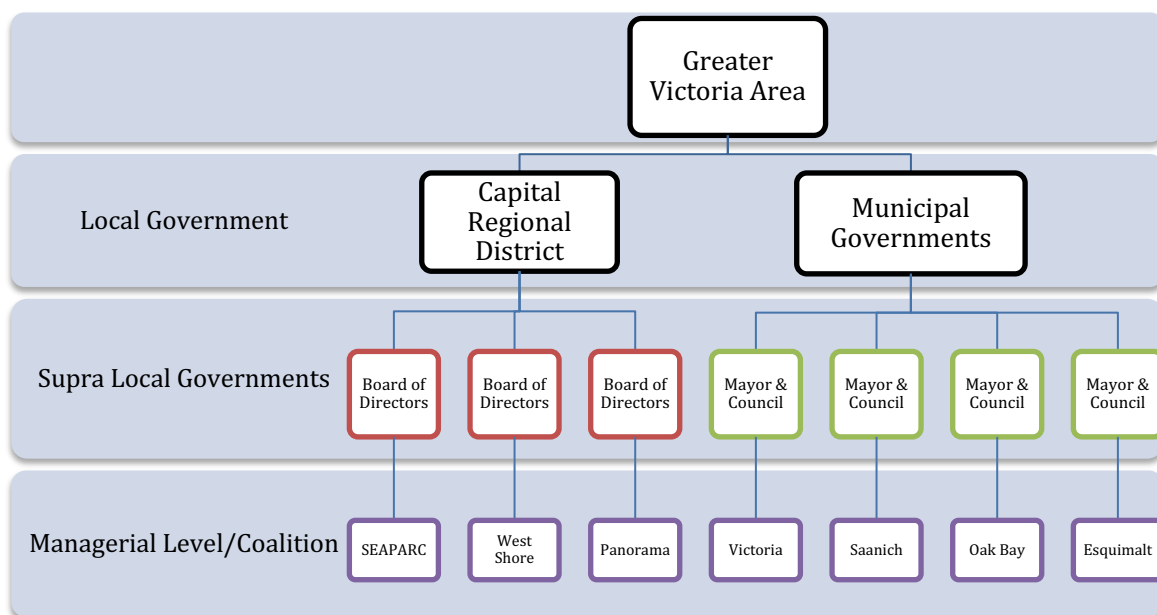 Greater
Victoria Area
Local Government
Capital
Regional
District
Municipal
Governments
Supra Local Governments
Board of
Directors
Board of
Directors
Board of
Directors
Mayor &
Council
Mayor &
Council
Mayor &
Council
Mayor &
Council
Managerial Level/Coalition
SEAPARC
West
Shore
Panorama
Victoria
Saanich
Oak Bay
Esquimalt